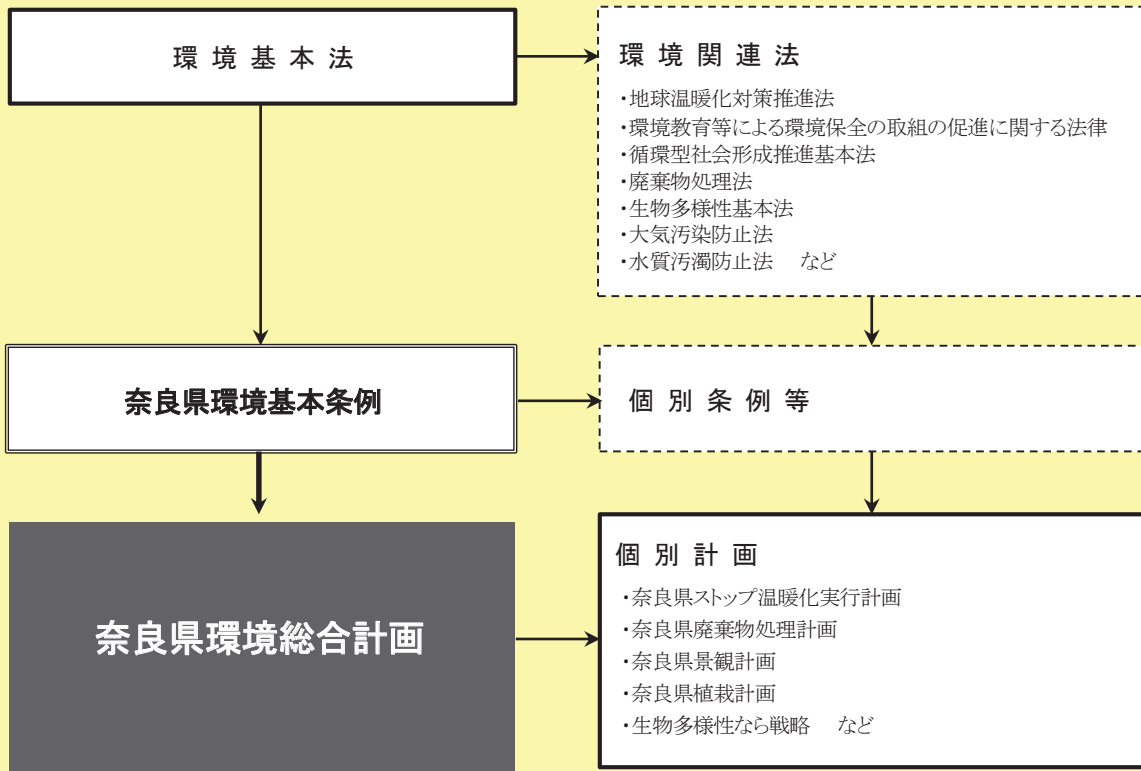 環境基本法
環境関連法
・地球温暖化対策推進法
・環境教育等による環境保全の取組の促進に関する法律
・循環型社会形成推進基本法
・廃棄物処理法
・生物多様性基本法
・大気汚染防止法
・水質汚濁防止法　など
奈良県環境基本条例
個別条例等
奈良県環境総合計画
個別計画
・奈良県ストップ温暖化実行計画
・奈良県廃棄物処理計画
・奈良県景観計画
・奈良県植栽計画
・生物多様性なら戦略　など